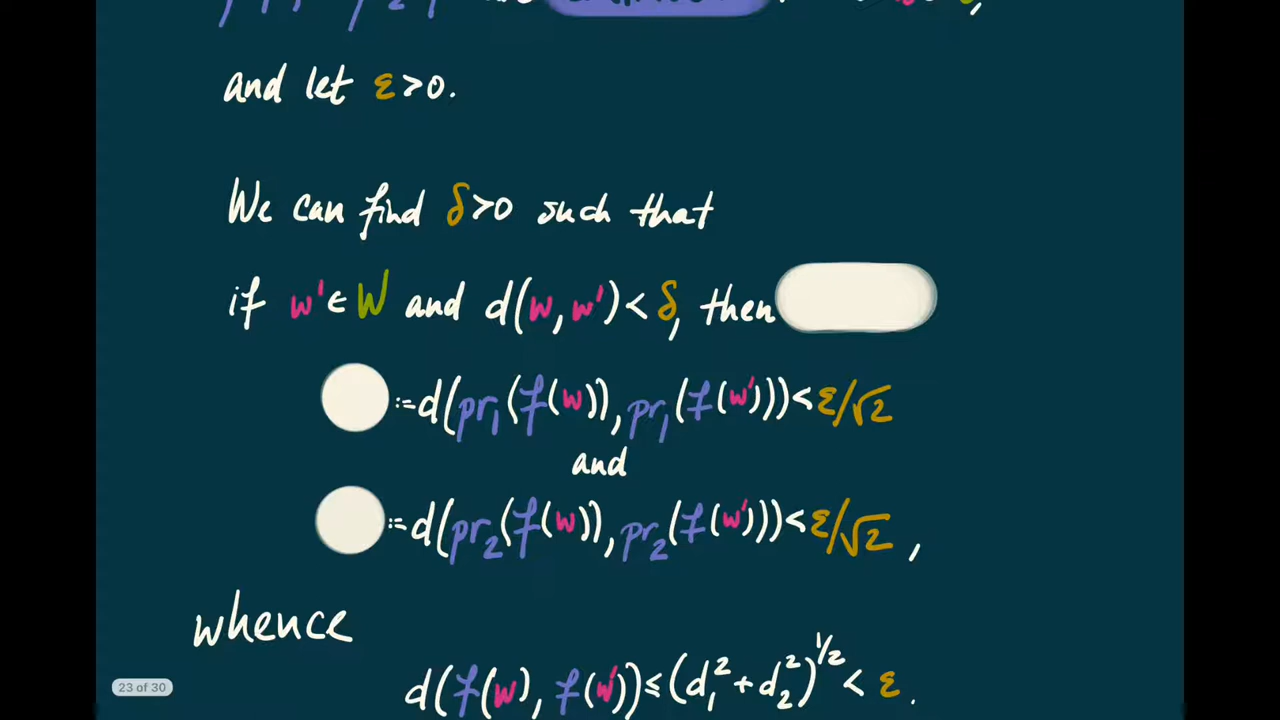 and let ε>0.
We can find δ>0 such that
if w'∈W and d(w, w')<δ, then
:=d(pr₁(f(w)), pr₁(f(w')))<ε/√2
and
:=d(pr₂(f(w)), pr₂(f(w')))<ε/√2 ,
whence
d(f(w), f(w'))≤(d₁²+d₂²)^1/2 < ε.
23 of 30